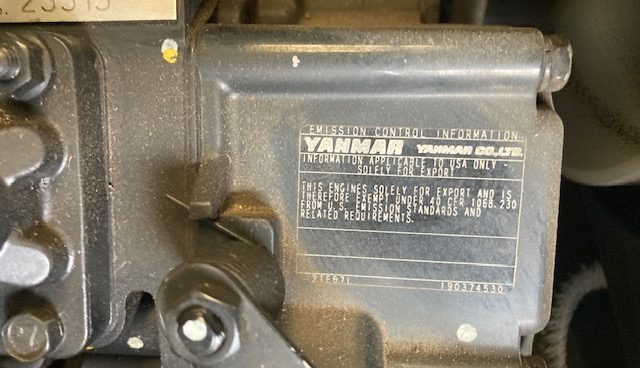 23315
EMISSION CONTROL INFORMATION
YANMAR YANMAR CO.,LTD.
INFORMATION APPLICABLE TO USA ONLY -
SOLELY FOR EXPORT
THIS ENGINES SOLELY FOR EXPORT AND IS
THEREFORE EXEMPT UNDER 40 CFR 1068.230
FROM U.S. EMISSION STANDARDS AND
RELATED REQUIREMENTS.
190374530